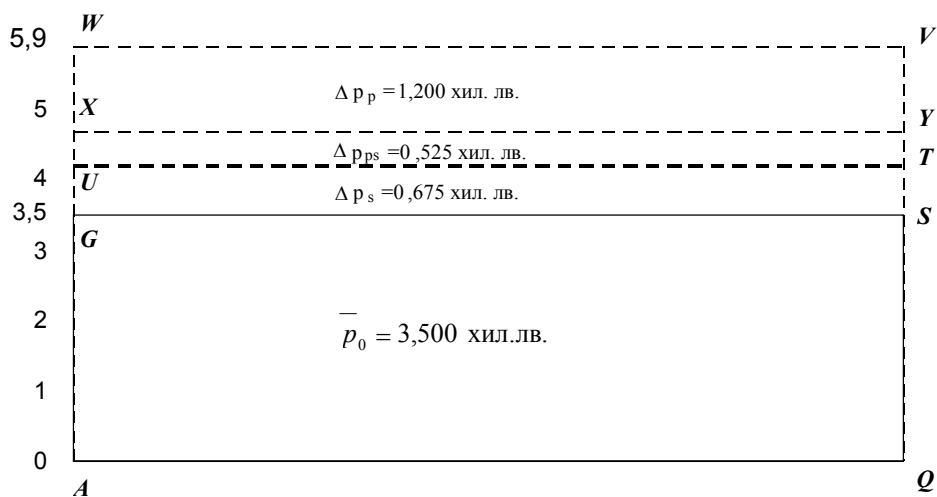 W
5,9 V
Δ p p =1,200 хил. лв.
5 X Y
Δ p ps =0 ,525 хил. лв.
T
4 U
Δ p s =0 ,675 хил. лв.
3,5 S
G
3
2
p̅ 0 = 3,500 хил.лв.
1
0
A Q